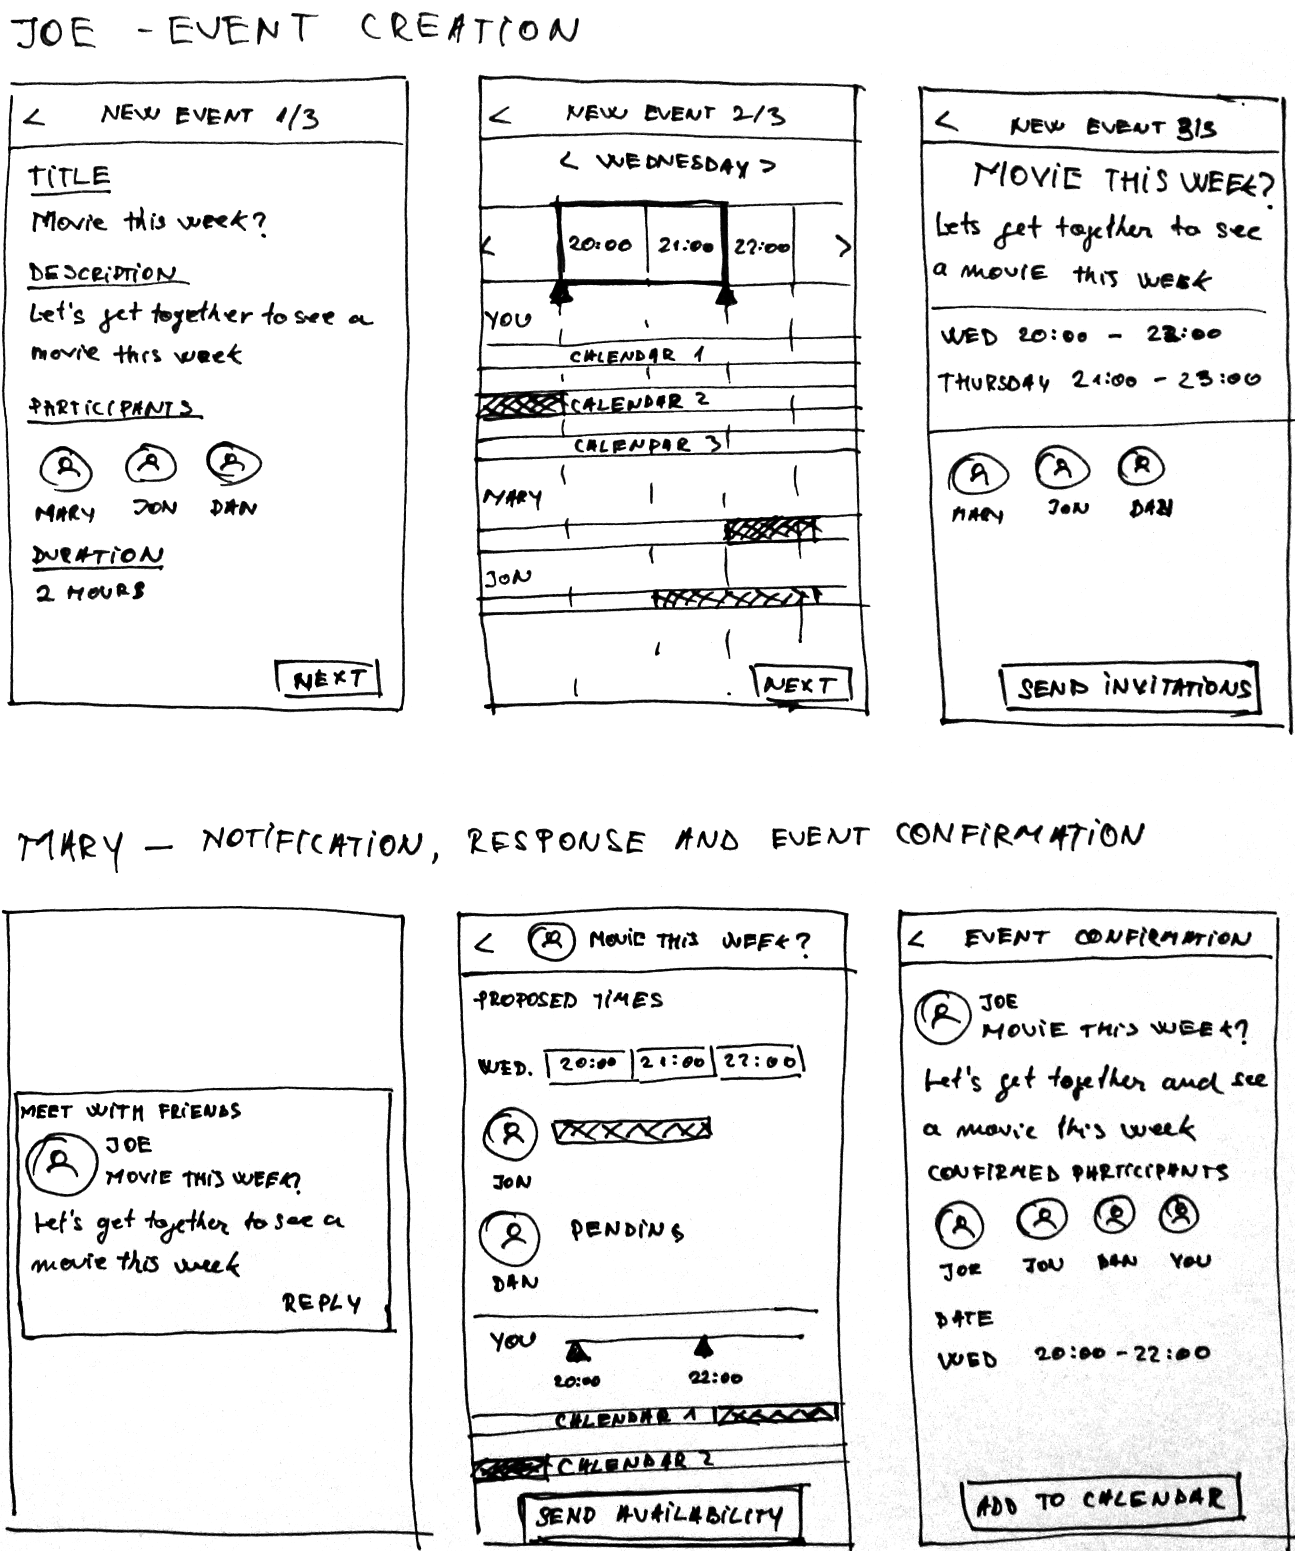 JOE - EVENT CREATION
< NEW EVENT 1/3
TITLE
Movie this week?
DESCRIPTION
Let's get together to see a
movie this week
PARTICIPANTS
MARY JON DAN
DURATION
2 HOURS
NEXT
< NEW EVENT 2/3
< WEDNESDAY >
< 20:00 21:00 22:00 >
YOU
CALENDAR 1
CALENDAR 2
CALENDAR 3
MARY
JON
NEXT
< NEW EVENT 3/3
MOVIE THIS WEEK?
Lets get together to see
a movie this week
WED 20:00 - 22:00
THURSDAY 21:00 - 23:00
MARY JON DAN
SEND INVITATIONS
MARY — NOTIFICATION, RESPONSE AND EVENT CONFIRMATION
MEET WITH FRIENDS
JOE
MOVIE THIS WEEK?
Let's get together to see a
movie this week
REPLY
< MOVIE THIS WEEK?
PROPOSED TIMES
WED. 20:00 21:00 22:00
JON
PENDING
DAN
YOU
20:00 22:00
CALENDAR 1
CALENDAR 2
SEND AVAILABILITY
< EVENT CONFIRMATION
JOE
MOVIE THIS WEEK?
Let's get together and see
a movie this week
CONFIRMED PARTICIPANTS
JOE JON DAN YOU
DATE
WED 20:00 - 22:00
ADD TO CALENDAR